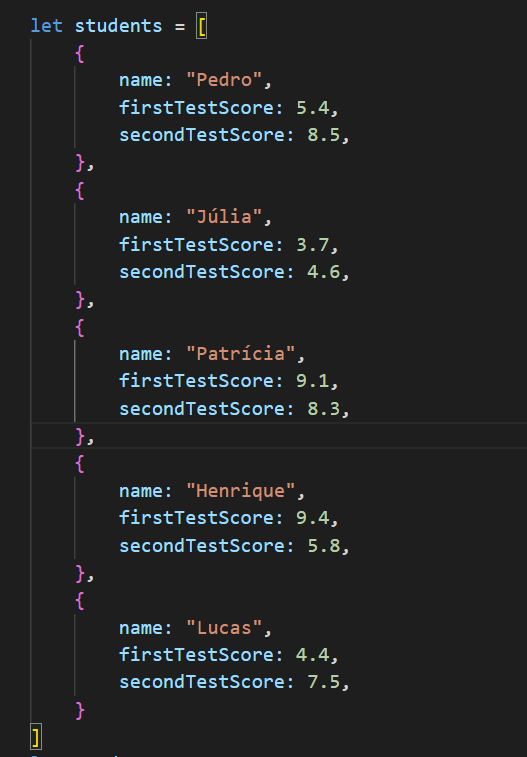 let students = [
    {
        name: "Pedro",
        firstTestScore: 5.4,
        secondTestScore: 8.5,
    },
    {
        name: "Júlia",
        firstTestScore: 3.7,
        secondTestScore: 4.6,
    },
    {
        name: "Patrícia",
        firstTestScore: 9.1,
        secondTestScore: 8.3,
    },
    {
        name: "Henrique",
        firstTestScore: 9.4,
        secondTestScore: 5.8,
    },
    {
        name: "Lucas",
        firstTestScore: 4.4,
        secondTestScore: 7.5,
    }
]